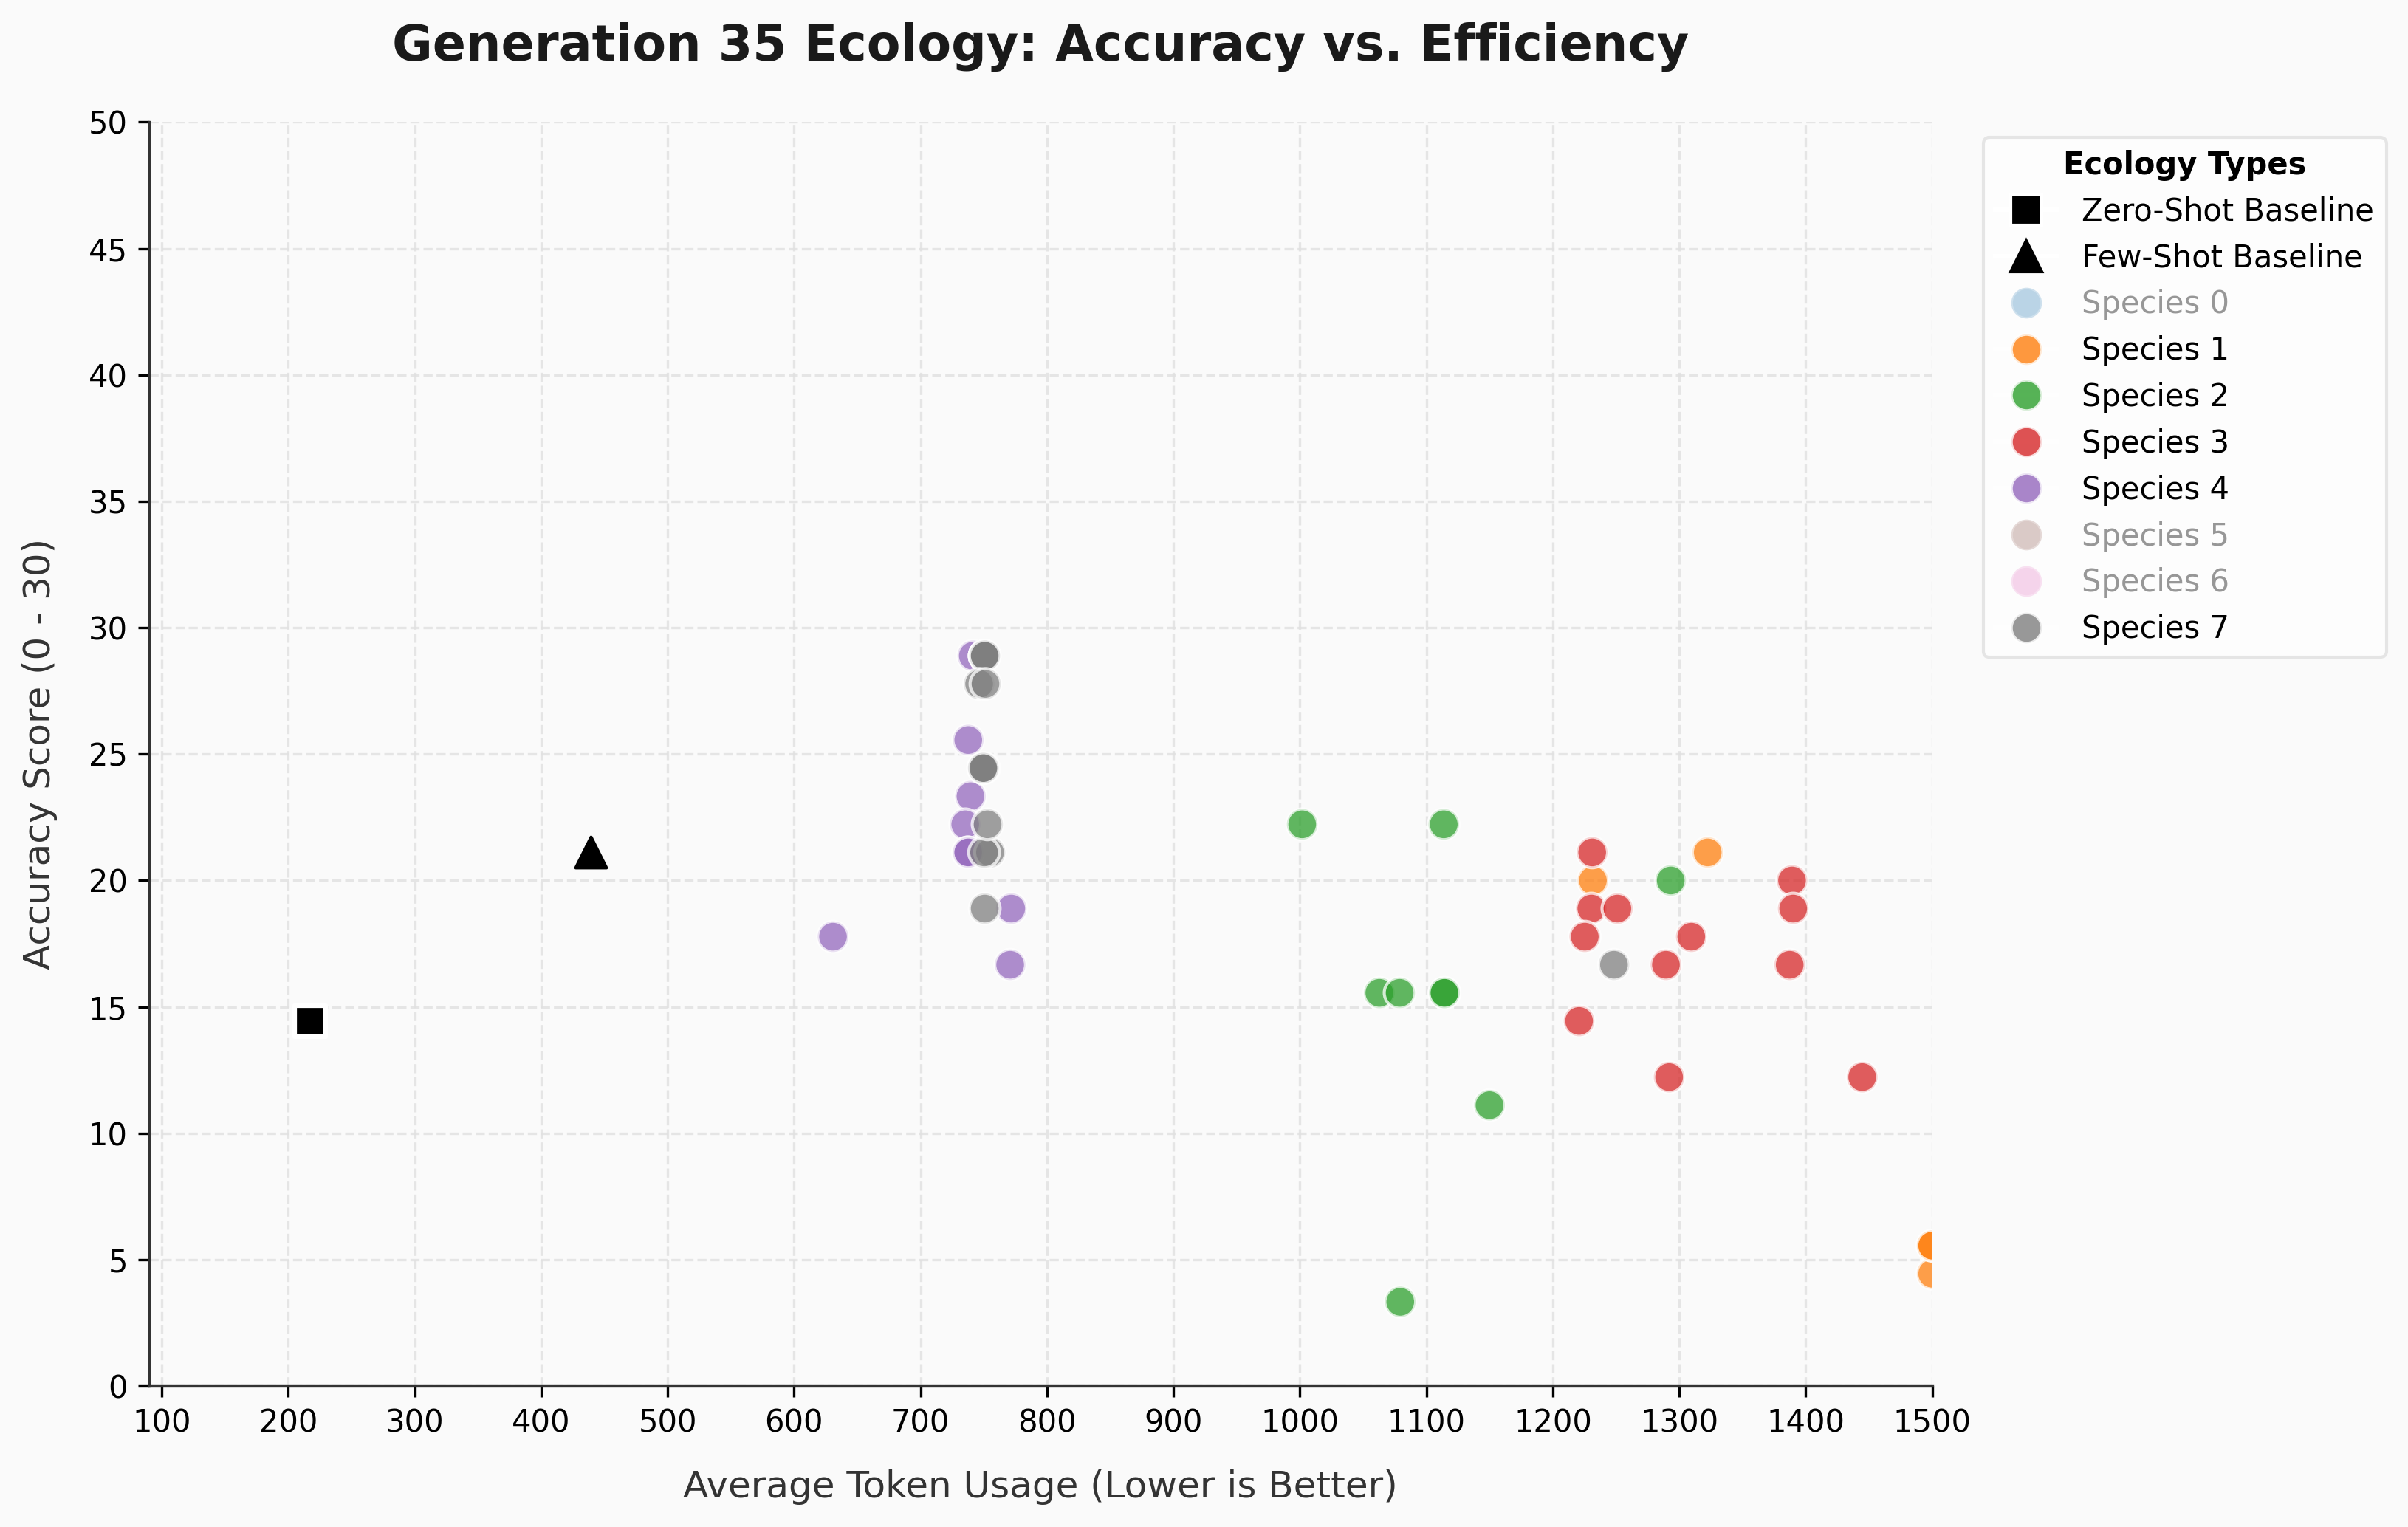 Generation 35 Ecology: Accuracy vs. Efficiency
Accuracy Score (0 - 30)
50
45
40
35
30
25
20
15
10
5
0
100 200 300 400 500 600 700 800 900 1000 1100 1200 1300 1400 1500
Average Token Usage (Lower is Better)
Ecology Types
Zero-Shot Baseline
Few-Shot Baseline
Species 0
Species 1
Species 2
Species 3
Species 4
Species 5
Species 6
Species 7